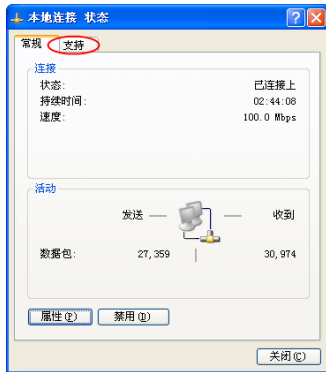 本地连接 状态
常规 支持
连接
状态: 已连接上
持续时间: 02:44:08
速度: 100.0 Mbps
活动
发送 — — 收到
数据包: 27,359 | 30,974
属性(P) 禁用(D)
关闭(C)